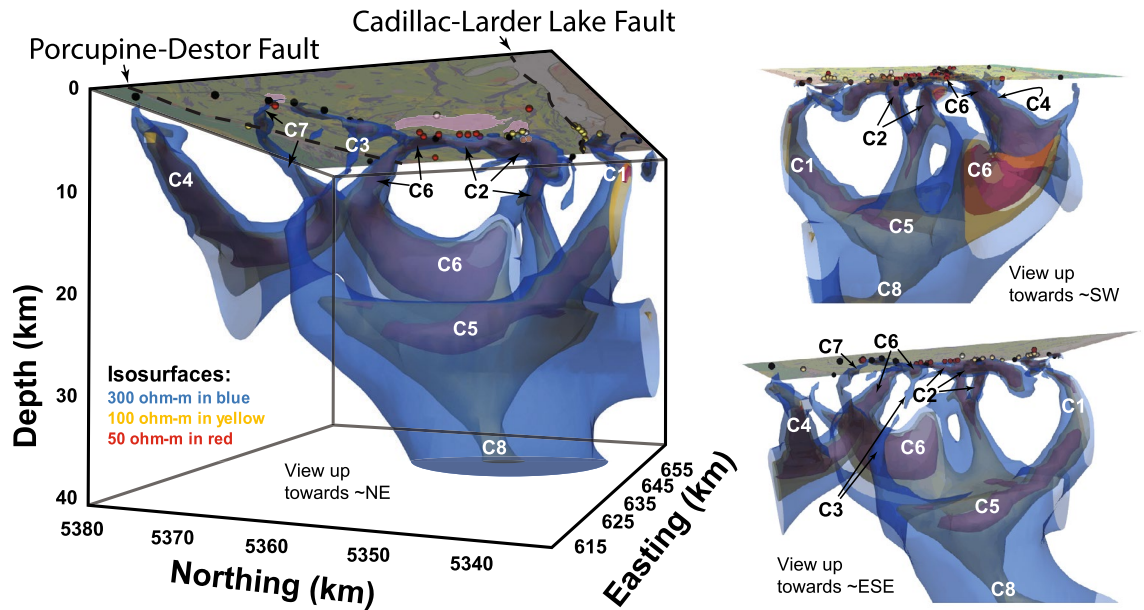 Cadillac-Larder Lake Fault
Porcupine-Destor Fault
0
10
20
30
40
Depth (km)
C7
C3
C4
C6
C2
C1
C6
C5
C8
Isosurfaces:
300 ohm-m in blue
100 ohm-m in yellow
50 ohm-m in red
View up
towards ~NE
5380
5370
5360
5350
5340
Northing (km)
615
625
635
645
655
Easting (km)
C6
C4
C2
C1
C6
C5
C8
View up
towards ~SW
C6
C7
C2
C1
C4
C6
C3
C5
C8
View up
towards ~ESE